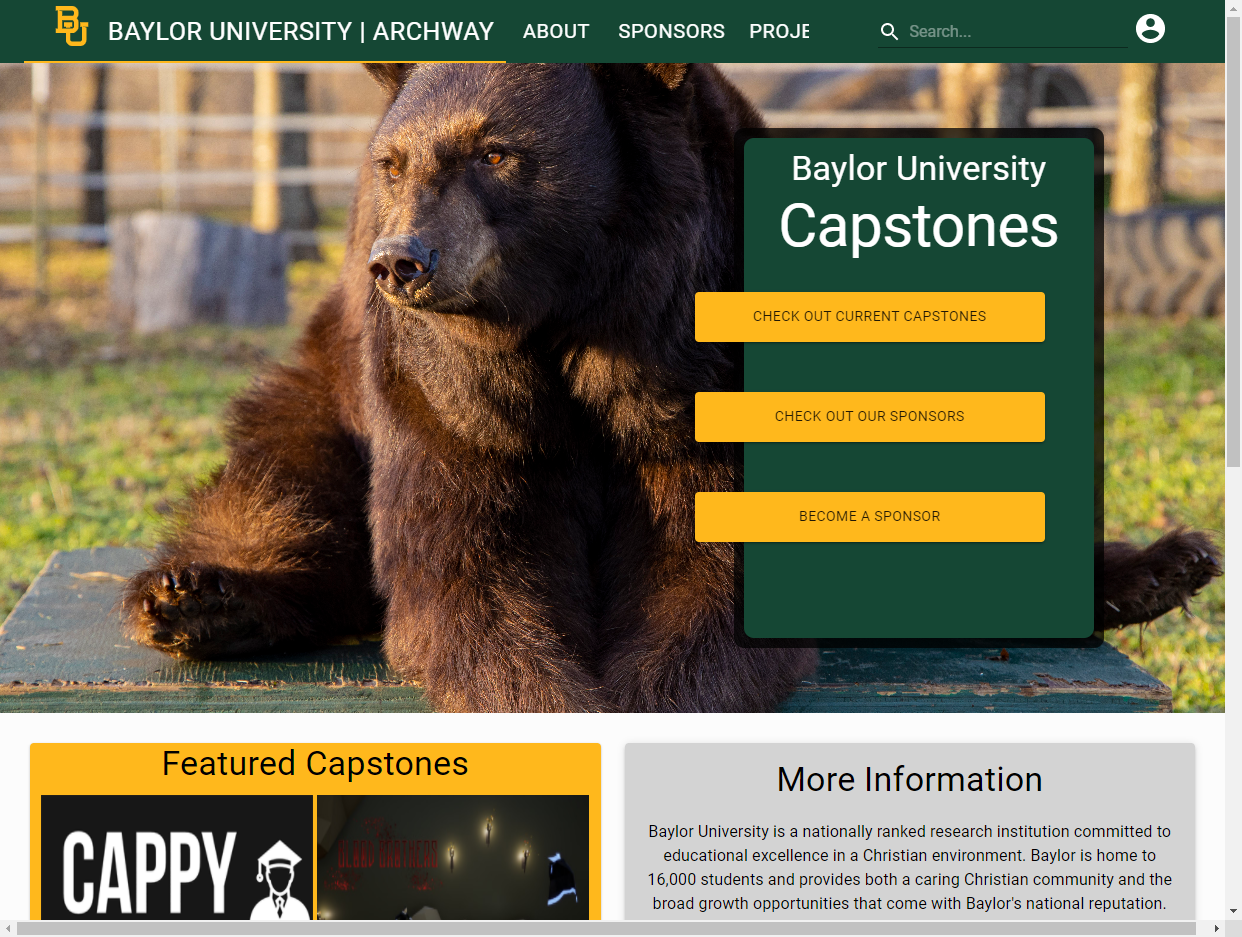 BU
BAYLOR UNIVERSITY | ARCHWAY
ABOUT
SPONSORS
PROJE
Search...
Baylor University
Capstones
CHECK OUT CURRENT CAPSTONES
CHECK OUT OUR SPONSORS
BECOME A SPONSOR
Featured Capstones
CAPPY
More Information
Baylor University is a nationally ranked research institution committed to
educational excellence in a Christian environment. Baylor is home to
16,000 students and provides both a caring Christian community and the
broad growth opportunities that come with Baylor's national reputation.